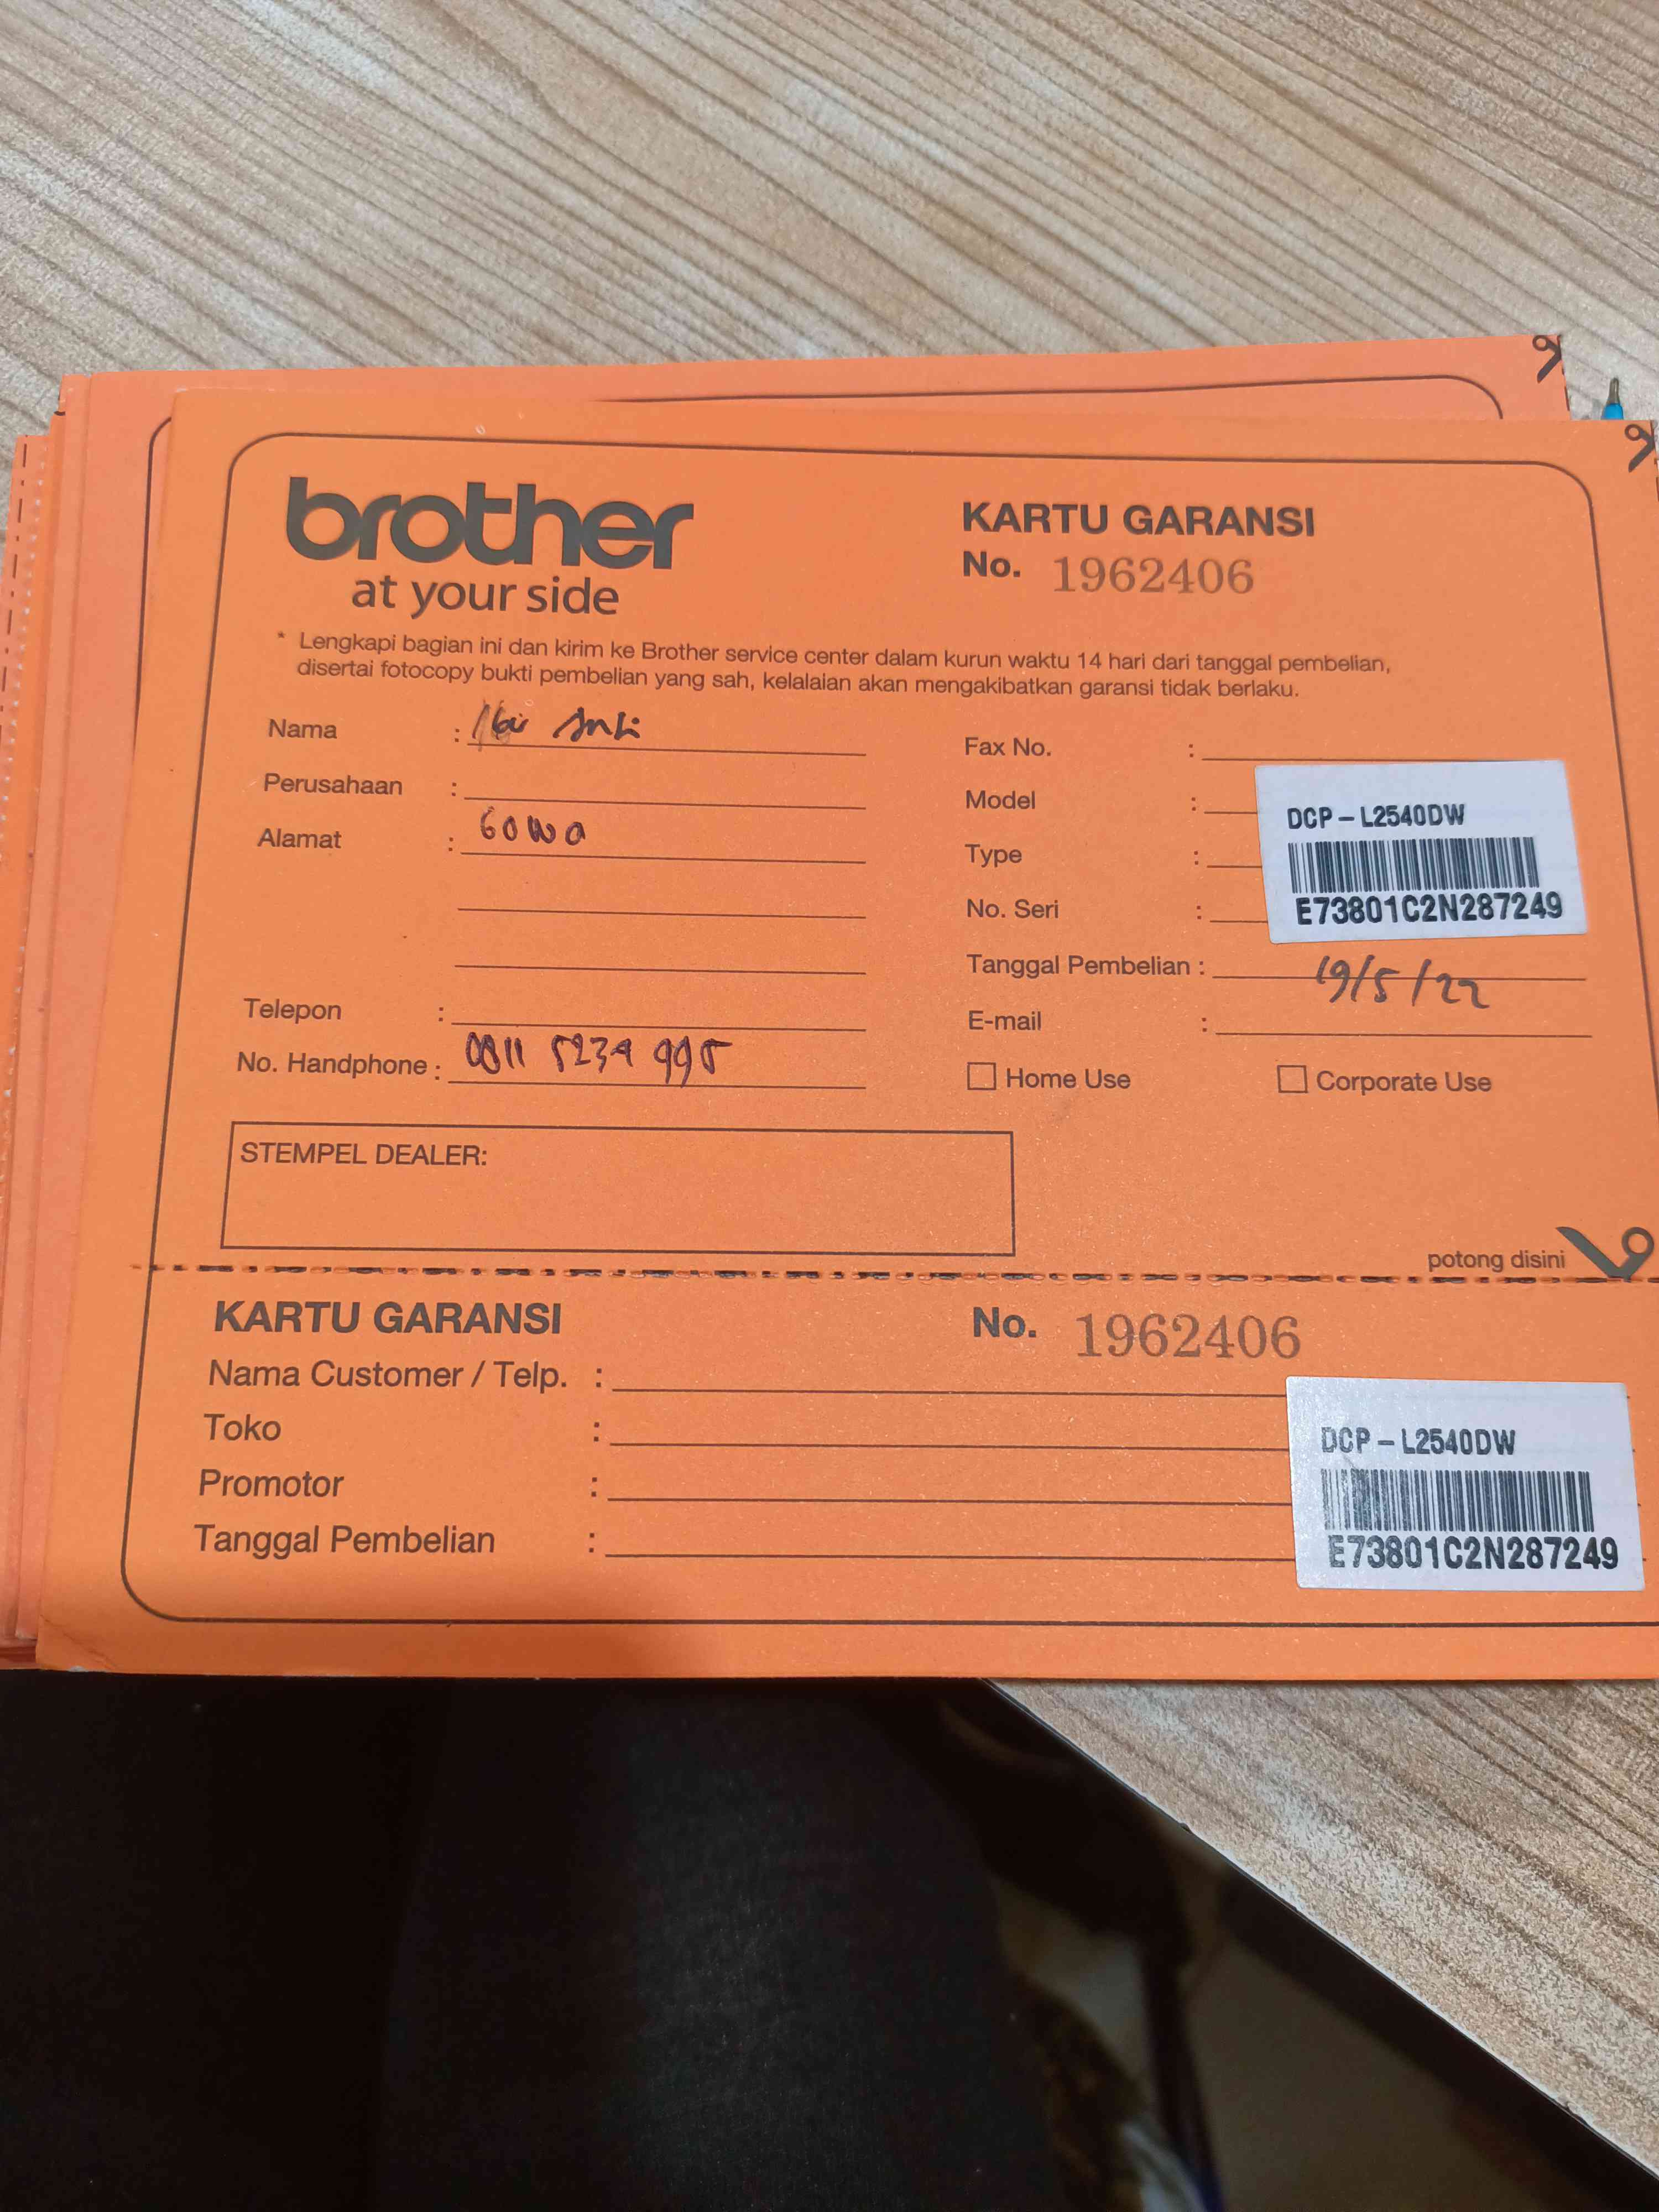 brother
at your side
KARTU GARANSI
No. 1962406
* Lengkapi bagian ini dan kirim ke Brother service center dalam kurun waktu 14 hari dari tanggal pembelian,
disertai fotocopy bukti pembelian yang sah, kelalaian akan mengakibatkan garansi tidak berlaku.
Nama :
Perusahaan :
Alamat : Gowa
Telepon :
No. Handphone : 0811 5234 995
Fax No. :
Model : DCP-L2540DW
Type :
No. Seri : E73801C2N287249
Tanggal Pembelian : 19/5/22
E-mail :
Home Use Corporate Use
STEMPEL DEALER:
potong disini
KARTU GARANSI No. 1962406
Nama Customer / Telp. :
Toko : DCP-L2540DW
Promotor :
Tanggal Pembelian : E73801C2N287249